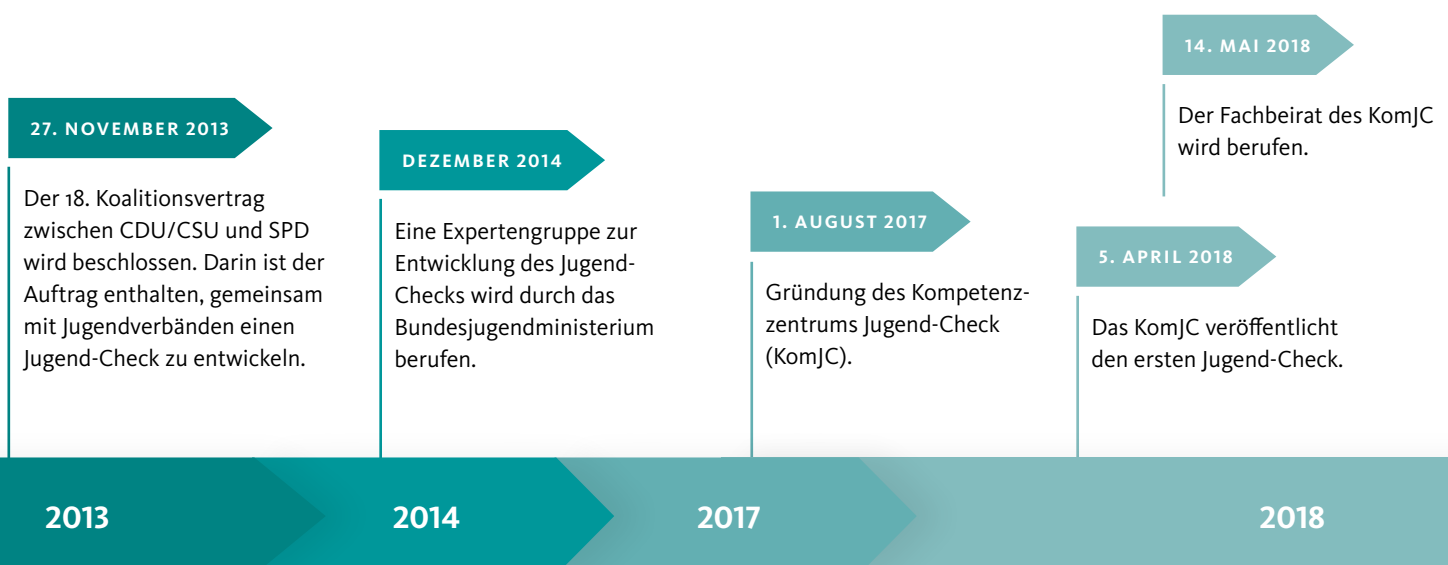 27. NOVEMBER 2013
Der 18. Koalitionsvertrag
zwischen CDU/CSU und SPD
wird beschlossen. Darin ist der
Auftrag enthalten, gemeinsam
mit Jugendverbänden einen
Jugend-Check zu entwickeln.
DEZEMBER 2014
Eine Expertengruppe zur
Entwicklung des Jugend-
Checks wird durch das
Bundesjugendministerium
berufen.
1. AUGUST 2017
Gründung des Kompetenz-
zentrums Jugend-Check
(KomJC).
5. APRIL 2018
Das KomJC veröffentlicht
den ersten Jugend-Check.
14. MAI 2018
Der Fachbeirat des KomJC
wird berufen.
2013
2014
2017
2018